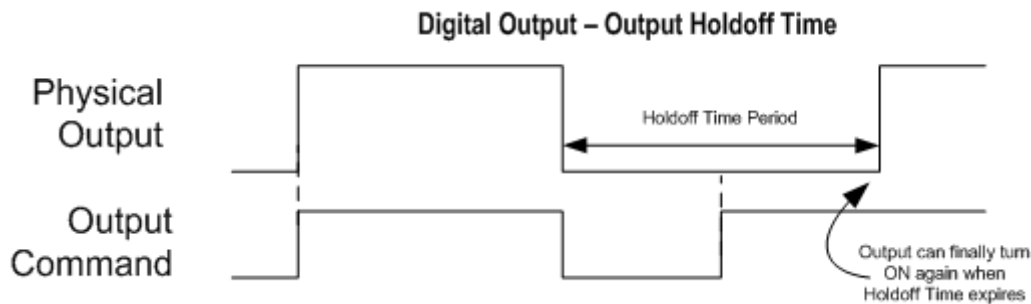 Digital Output – Output Holdoff Time
Physical
Output
Holdoff Time Period
Output
Command
Output can finally turn
ON again when
Holdoff Time expires